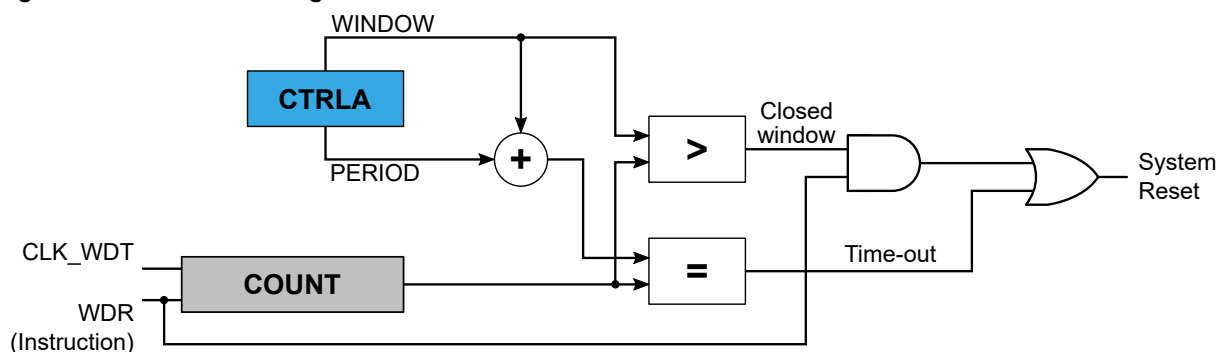 WINDOW
CTRLA
PERIOD
+
>
Closed
window
System
Reset
CLK_WDT
COUNT
=
Time-out
WDR
(Instruction)